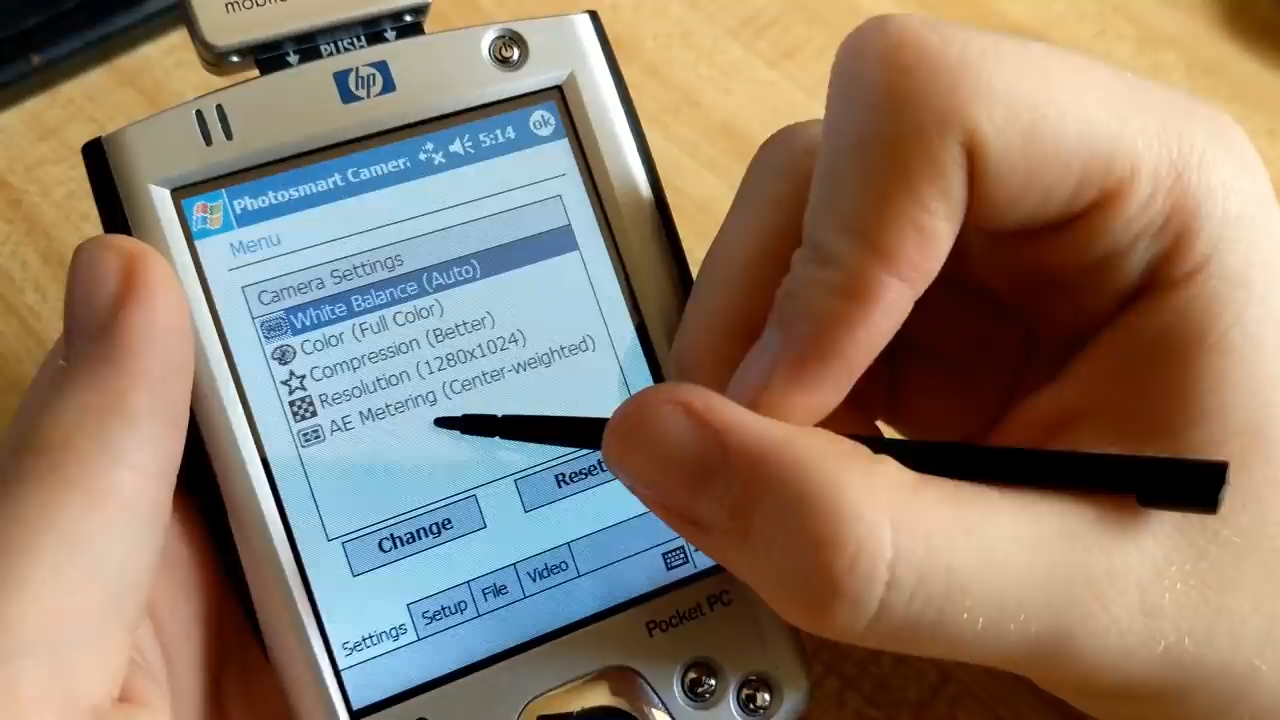 PUSH
hp
Photosmart Camer
5:14
ok
Menu
Camera Settings
White Balance (Auto)
Color (Full Color)
Compression (Better)
Resolution (1280x1024)
AE Metering (Center-weighted)
Change
Reset
Settings
Setup
File
Video
Pocket PC